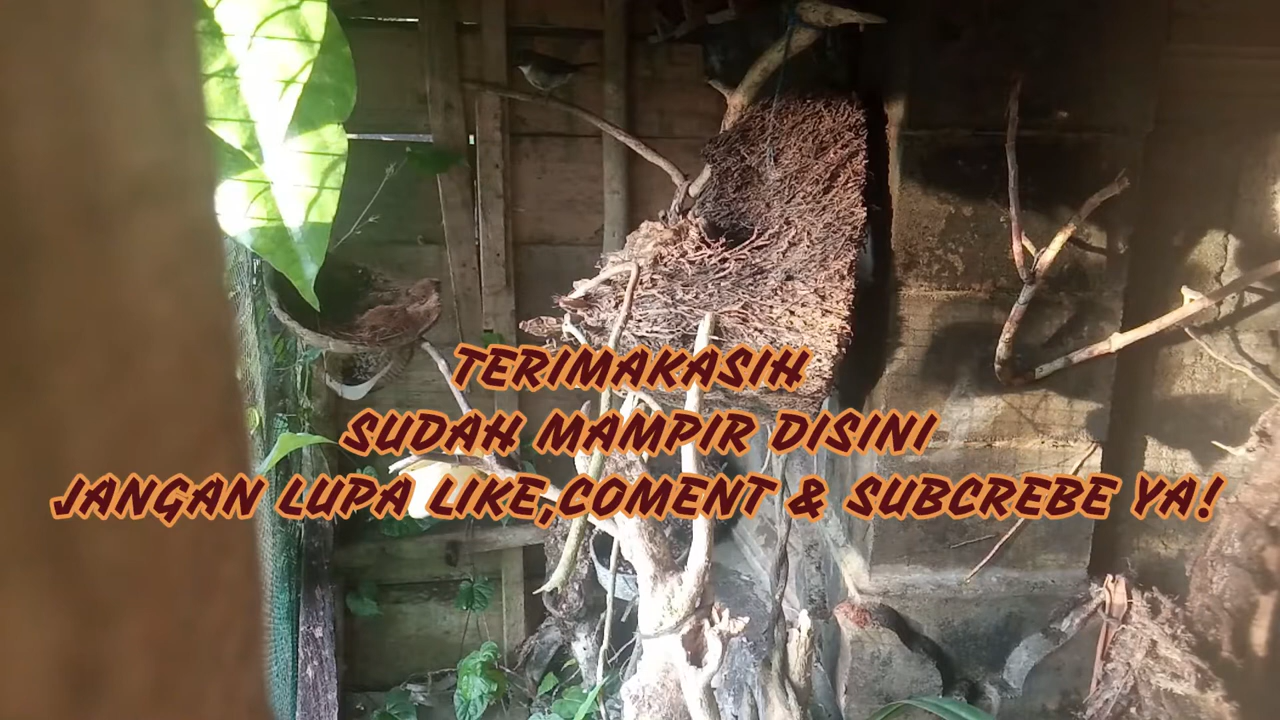 TERIMAKASIH
SUDAH MAMPIR DISINI
JANGAN LUPA LIKE,COMENT & SUBCREBE YA!